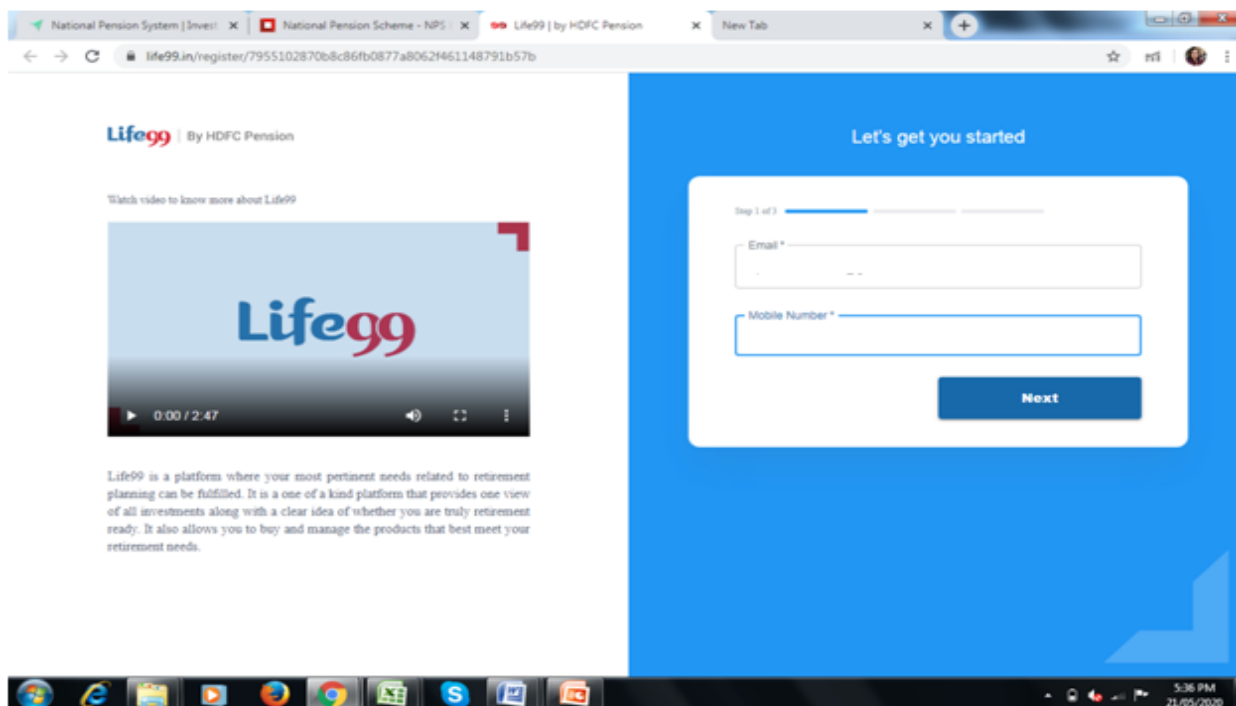 National Pension System | Invest
National Pension Scheme - NPS
Life99 | by HDFC Pension
New Tab
life99.in/register/7955102870b8c86fb0877a8062f461148791b57b
Life99 | By HDFC Pension
Let's get you started
Watch video to know more about Life99
Step 1 of 3
Email *
Life99
Mobile Number *
0:00 / 2:47
Next
Life99 is a platform where your most pertinent needs related to retirement
planning can be fulfilled. It is a one of a kind platform that provides one view
of all investments along with a clear idea of whether you are truly retirement
ready. It also allows you to buy and manage the products that best meet your
retirement needs.
5:36 PM
21/05/2020